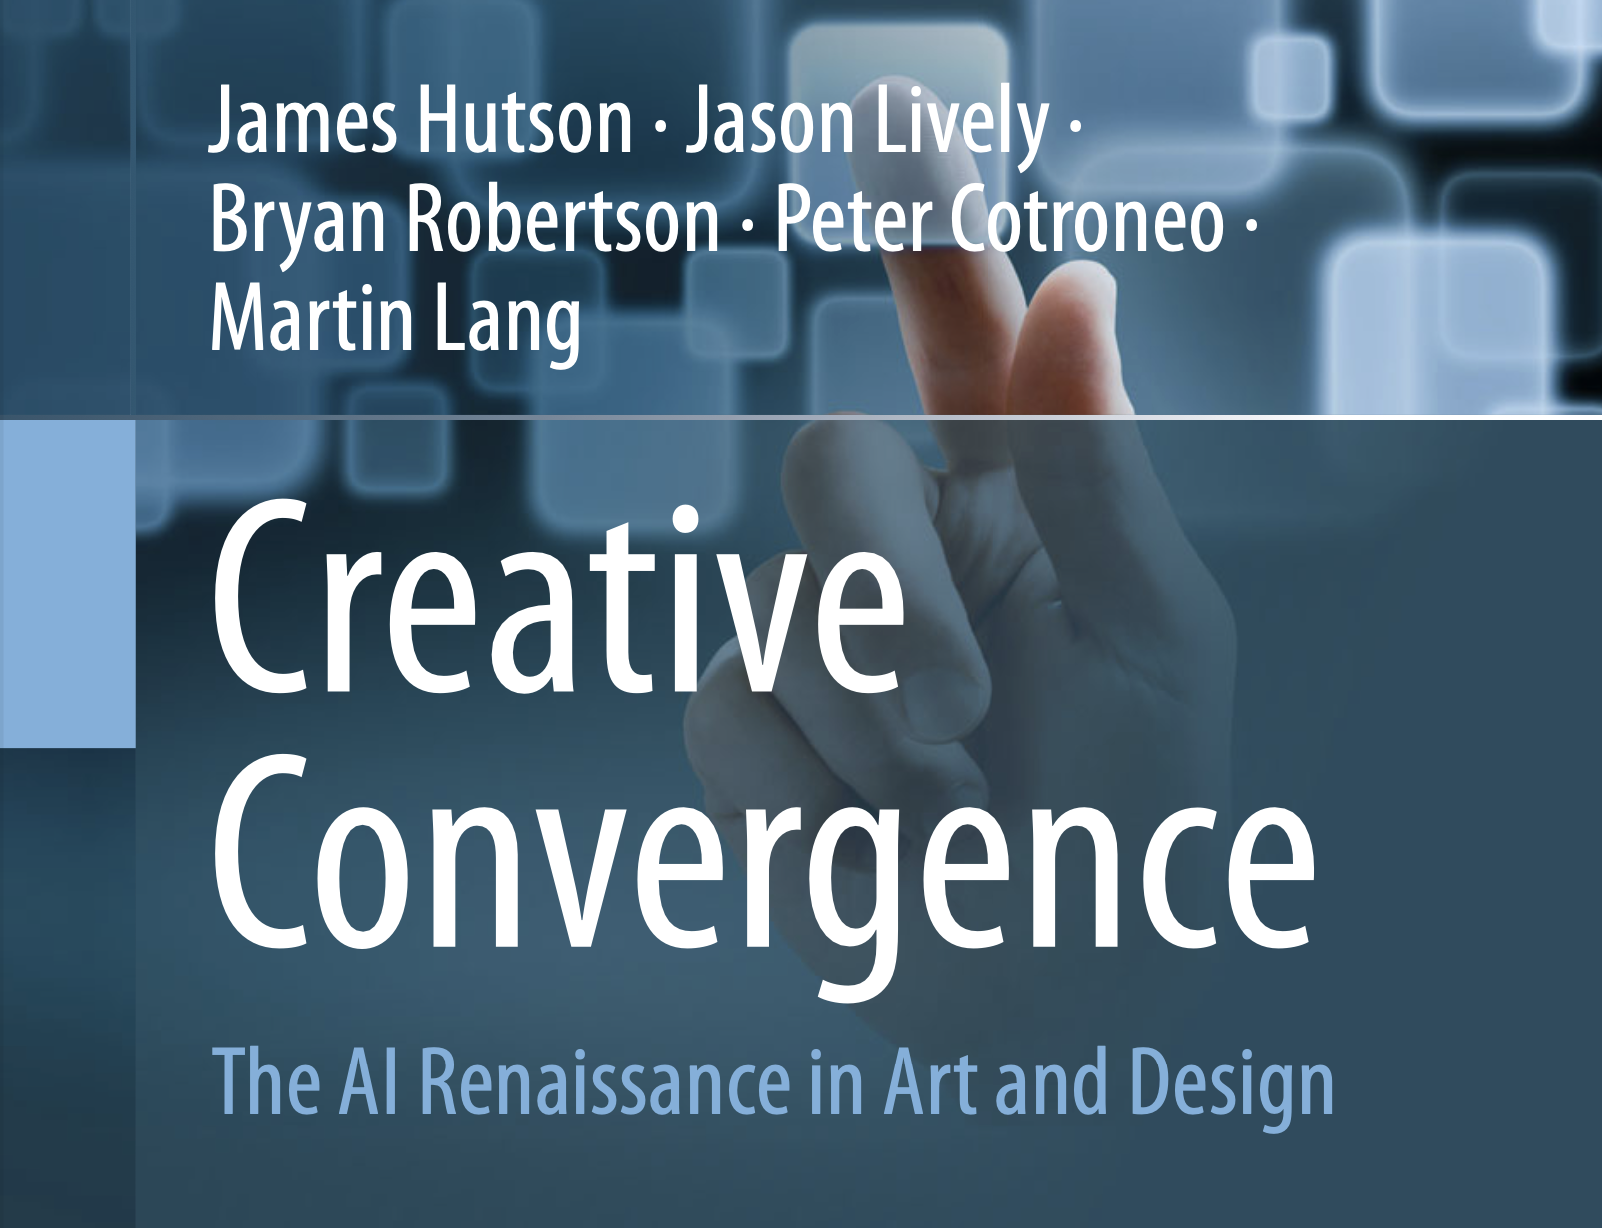 James Hutson · Jason Lively ·
Bryan Robertson · Peter Cotroneo ·
Martin Lang
Creative
Convergence
The AI Renaissance in Art and Design